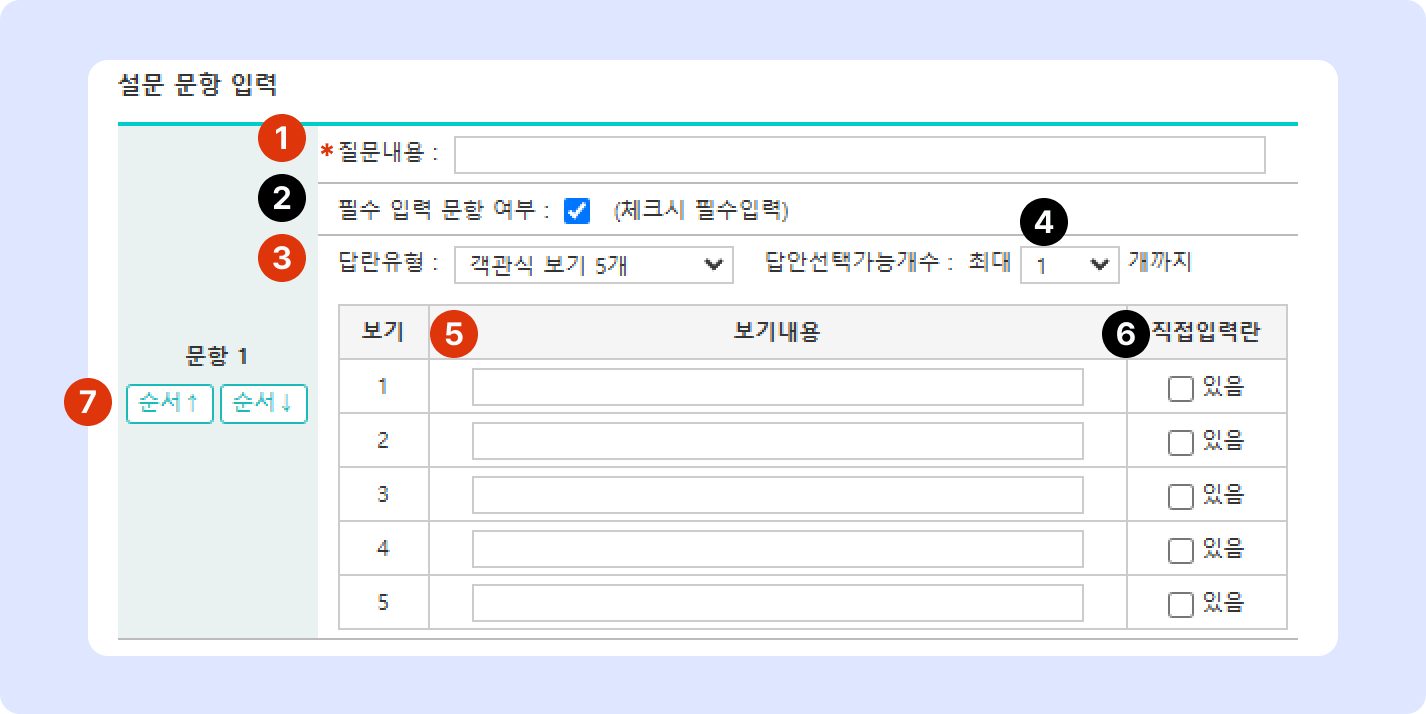 설문 문항 입력
1 *질문내용 :
2 필수 입력 문항 여부 : (체크시 필수입력)
4
3 답란유형 : 객관식 보기 5개 답안선택가능개수 : 최대 1 개까지
보기 5 보기내용 6 직접입력란
문항 1
7 순서↑ 순서↓
1 있음
2 있음
3 있음
4 있음
5 있음